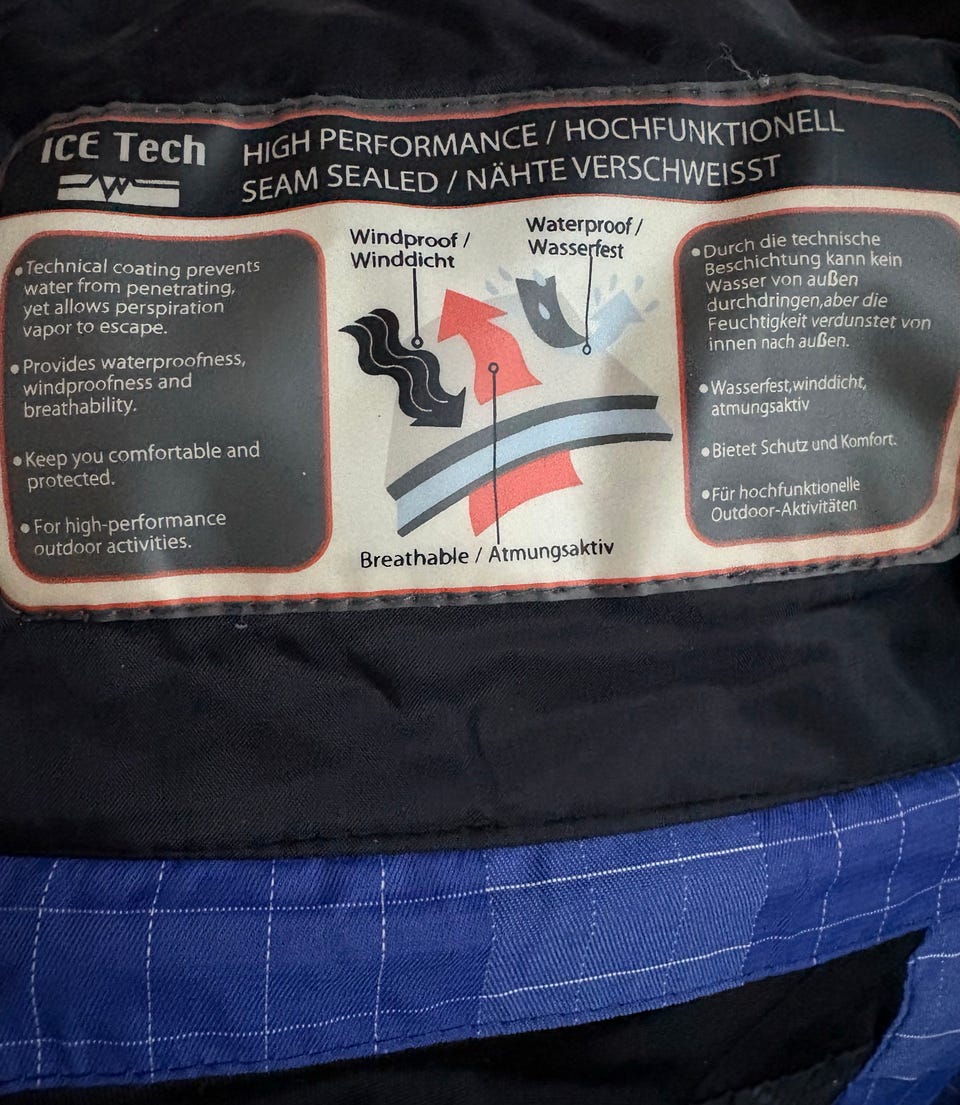 ICE Tech
HIGH PERFORMANCE / HOCHFUNKTIONELL
SEAM SEALED / NÄHTE VERSCHWEISST
• Technical coating prevents
water from penetrating,
yet allows perspiration
vapor to escape.
• Provides waterproofness,
windproofness and
breathability.
• Keep you comfortable and
protected.
• For high-performance
outdoor activities.
Windproof /
Winddicht
Waterproof /
Wasserfest
Breathable / Atmungsaktiv
• Durch die technische
Beschichtung kann kein
Wasser von außen
durchdringen,aber die
Feuchtigkeit verdunstet von
innen nach außen.
• Wasserfest,winddicht,
atmungsaktiv
• Bietet Schutz und Komfort.
• Für hochfunktionelle
Outdoor-Aktivitäten